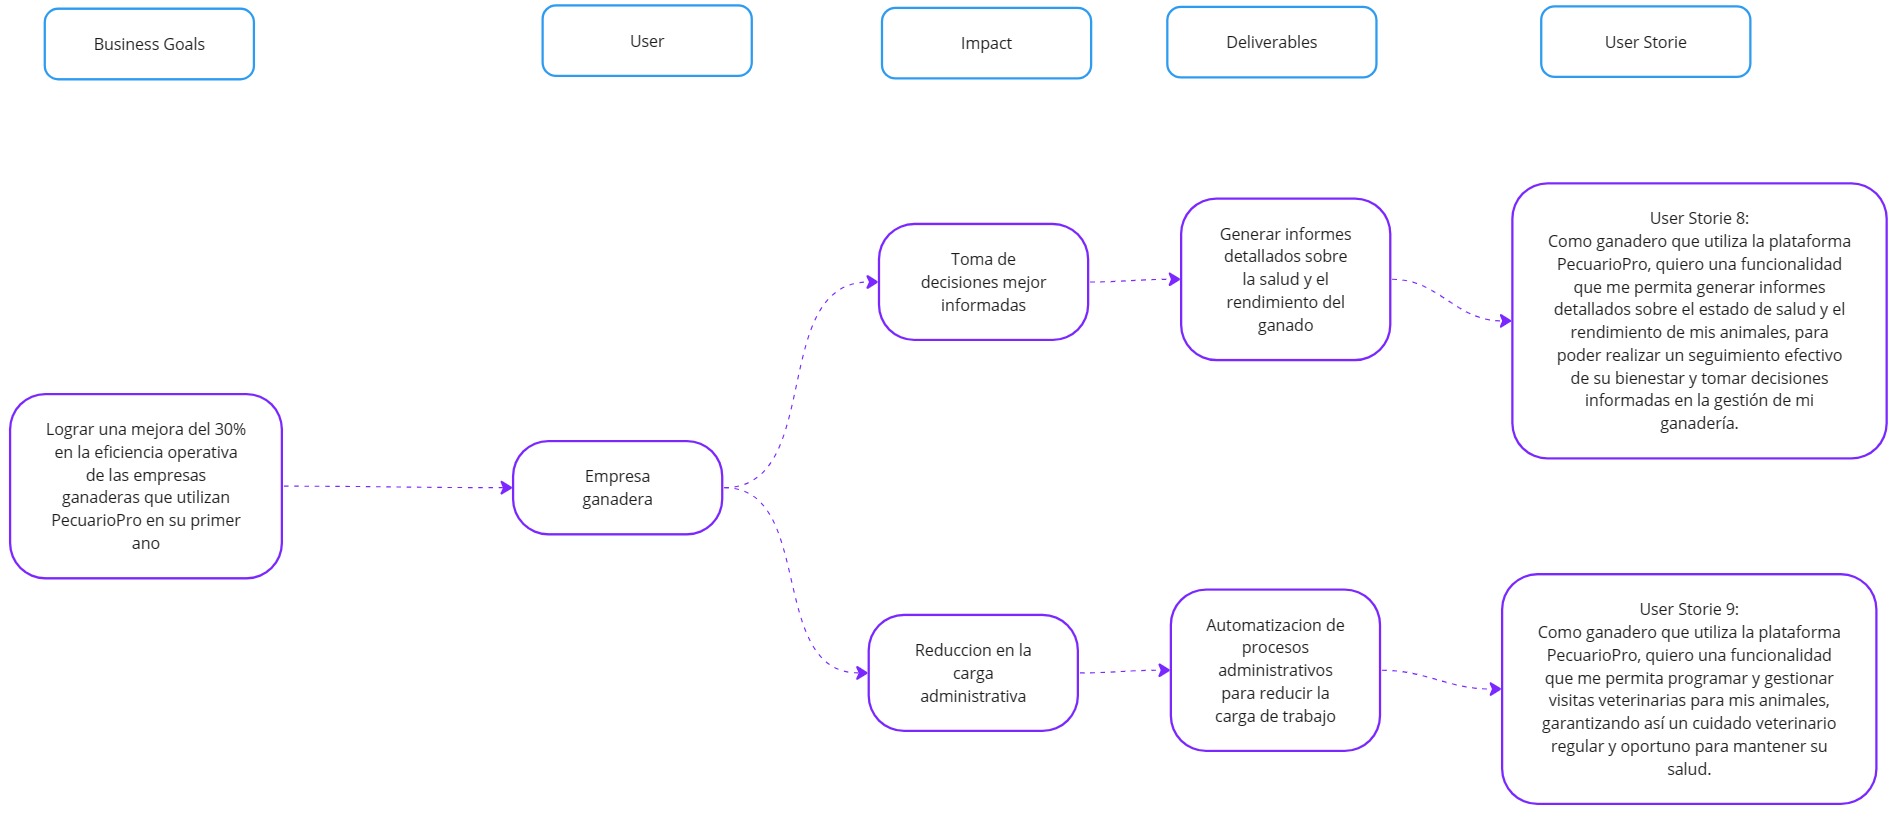 Business Goals
User
Impact
Deliverables
User Storie
Lograr una mejora del 30%
en la eficiencia operativa
de las empresas
ganaderas que utilizan
PecuarioPro en su primer
ano
Empresa
ganadera
Toma de
decisiones mejor
informadas
Generar informes
detallados sobre
la salud y el
rendimiento del
ganado
User Storie 8:
Como ganadero que utiliza la plataforma
PecuarioPro, quiero una funcionalidad
que me permita generar informes
detallados sobre el estado de salud y el
rendimiento de mis animales, para
poder realizar un seguimiento efectivo
de su bienestar y tomar decisiones
informadas en la gestión de mi
ganadería.
Reduccion en la
carga
administrativa
Automatizacion de
procesos
administrativos
para reducir la
carga de trabajo
User Storie 9:
Como ganadero que utiliza la plataforma
PecuarioPro, quiero una funcionalidad
que me permita programar y gestionar
visitas veterinarias para mis animales,
garantizando así un cuidado veterinario
regular y oportuno para mantener su
salud.